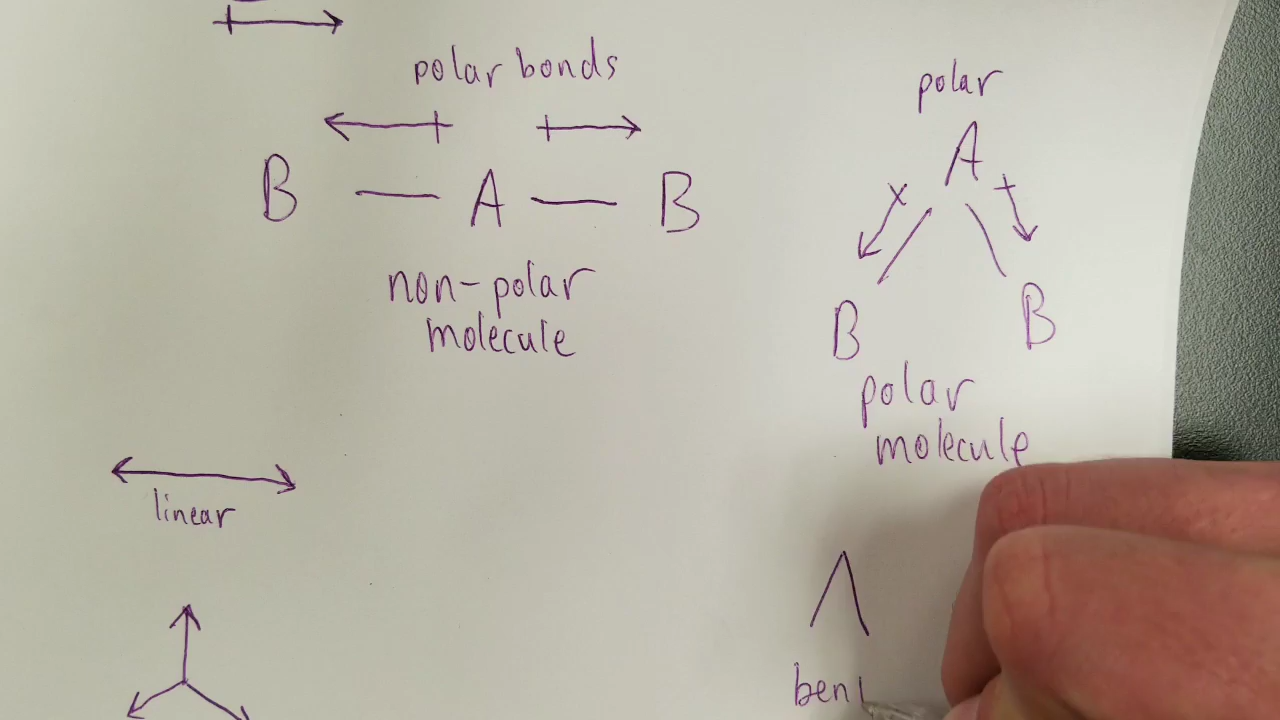 polar bonds
B — A — B
non-polar
molecule
polar
A
B B
polar
molecule
linear
ben